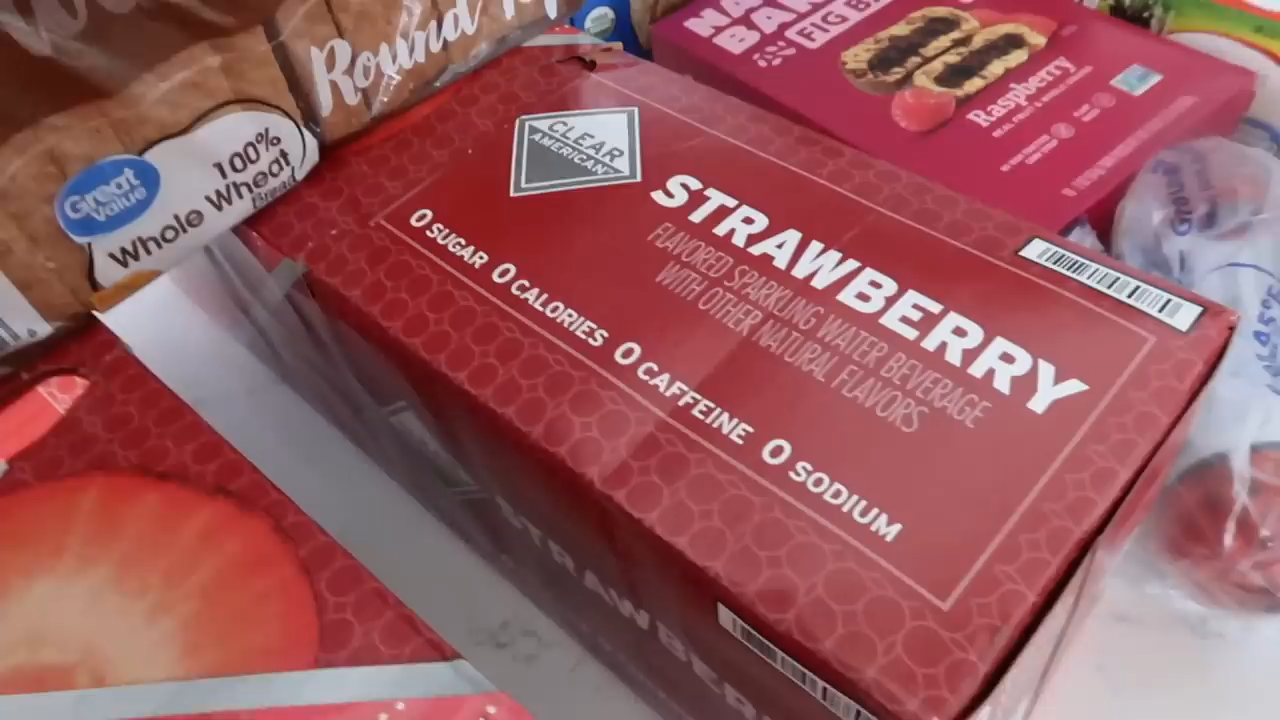 Round
Great
Value
100%
Whole Wheat
Bread
CLEAR
AMERICAN
STRAWBERRY
FLAVORED SPARKLING WATER BEVERAGE
WITH OTHER NATURAL FLAVORS
0 SUGAR 0 CALORIES 0 CAFFEINE 0 SODIUM
FIG B
Raspberry
STRAWBER